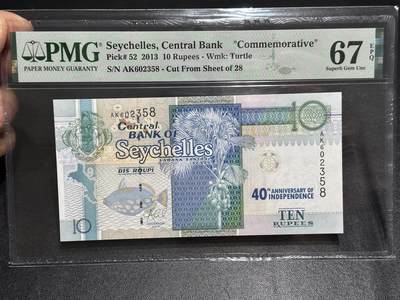 PMG
PAPER MONEY GUARANTY
Seychelles, Central Bank "Commemorative"
Pick# 52 2013 10 Rupees - Wmk: Turtle
S/N AK602358 - Cut From Sheet of 28
67 EPQ
Superb Gem Unc
AK602358
10
Central
BANK OF
Seychelles
LABANK SANTRAL
DIS ROUPI
AK602358
40th ANNIVERSARY OF
INDEPENDENCE
10
TEN
RUPEES